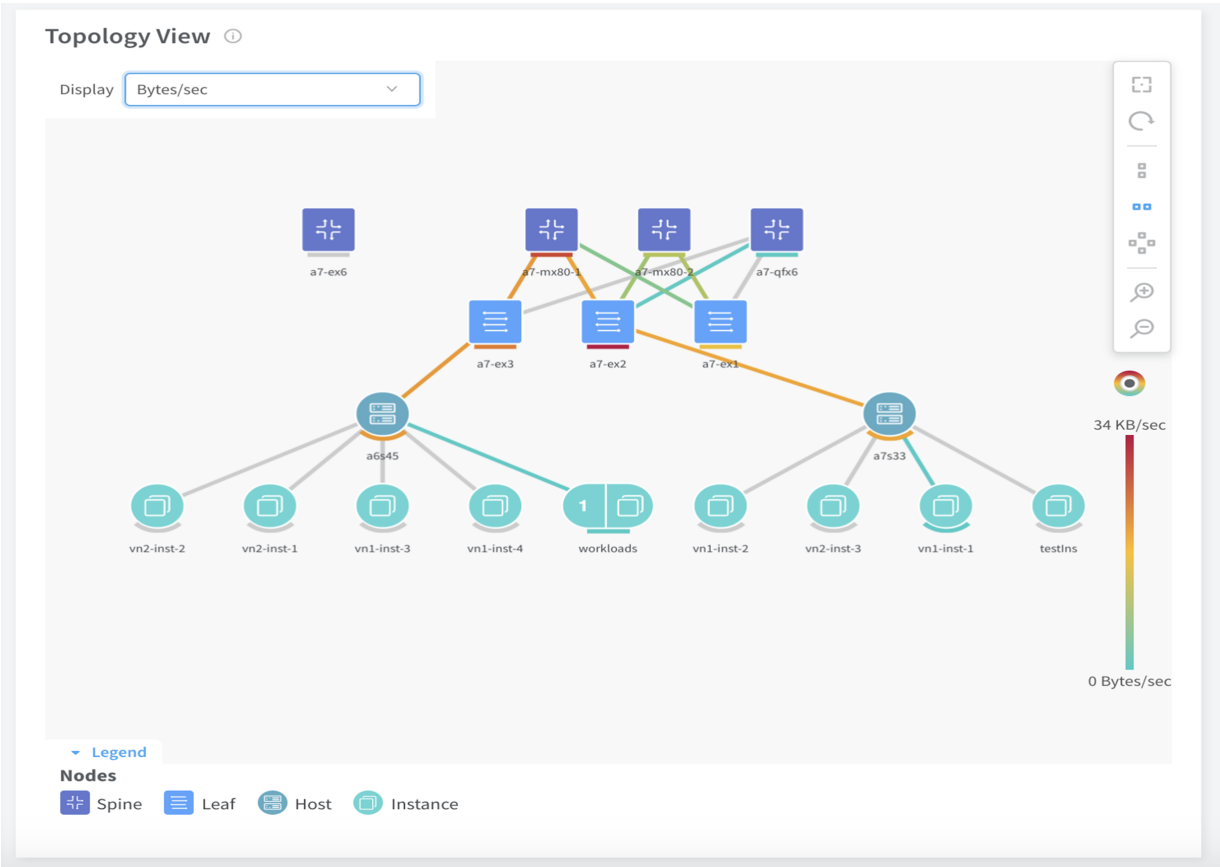 Topology View
Display Bytes/sec
a7-ex6 a7-mx80-1 a7-mx80-2 a7-qfx6
a7-ex3 a7-ex2 a7-ex1
34 KB/sec
a6s45 a7s33
1
vn2-inst-2 vn2-inst-1 vn1-inst-3 vn1-inst-4 workloads vn1-inst-2 vn2-inst-3 vn1-inst-1 testIns
0 Bytes/sec
Legend
Nodes
Spine Leaf Host Instance